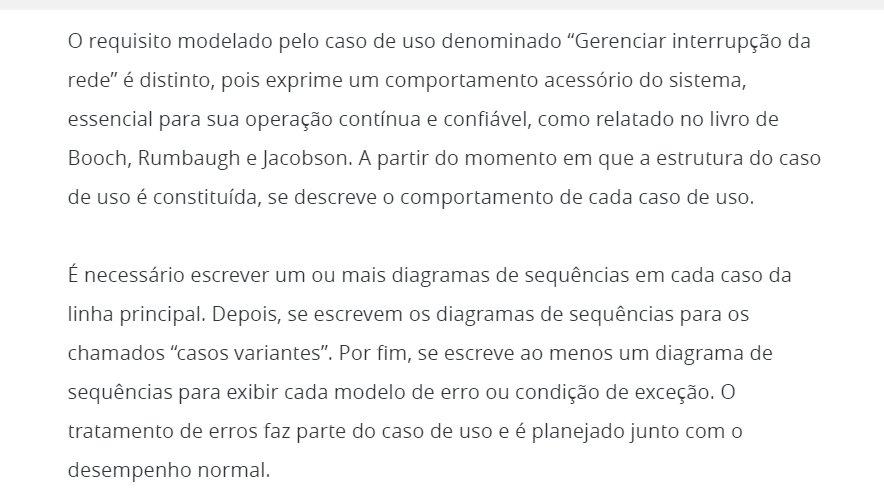 O requisito modelado pelo caso de uso denominado “Gerenciar interrupção da
rede” é distinto, pois exprime um comportamento acessório do sistema,
essencial para sua operação contínua e confiável, como relatado no livro de
Booch, Rumbaugh e Jacobson. A partir do momento em que a estrutura do caso
de uso é constituída, se descreve o comportamento de cada caso de uso.
É necessário escrever um ou mais diagramas de sequências em cada caso da
linha principal. Depois, se escrevem os diagramas de sequências para os
chamados “casos variantes”. Por fim, se escreve ao menos um diagrama de
sequências para exibir cada modelo de erro ou condição de exceção. O
tratamento de erros faz parte do caso de uso e é planejado junto com o
desempenho normal.